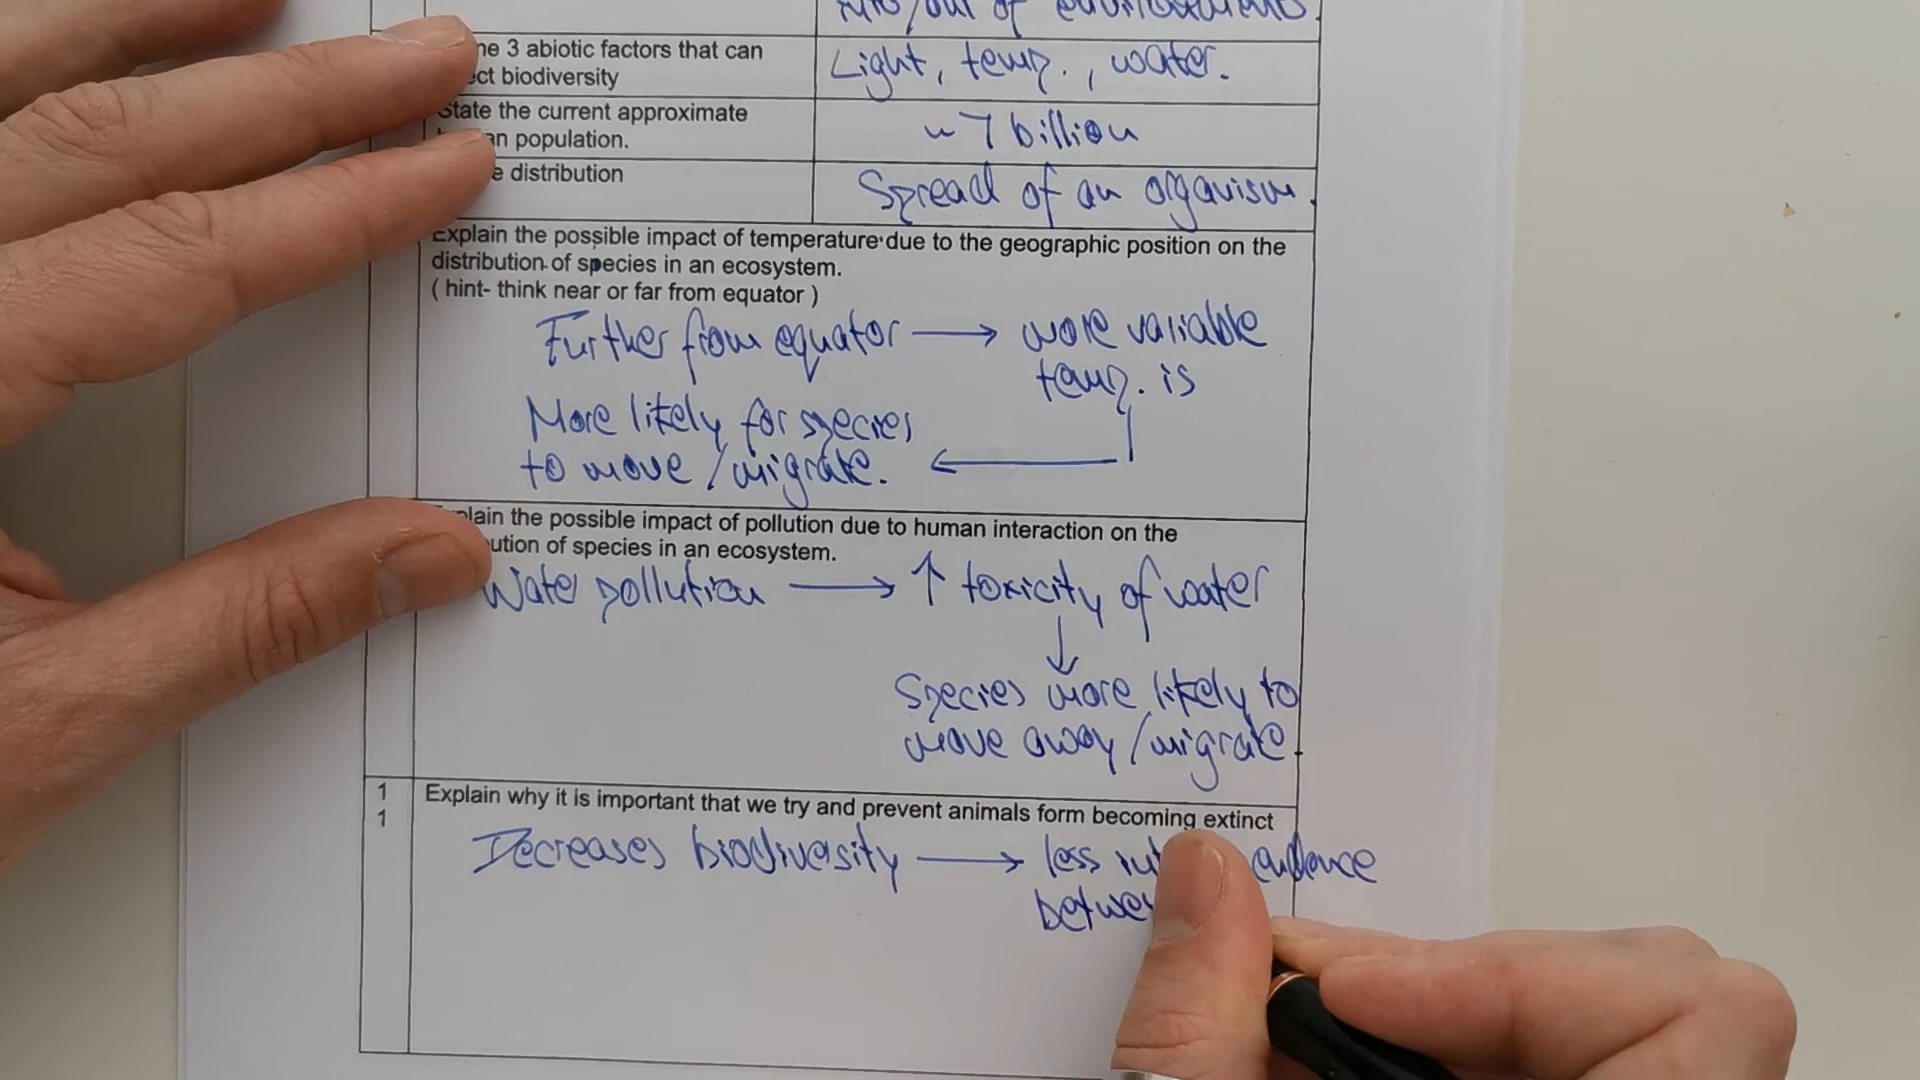 into/out of environments.
ne 3 abiotic factors that can
ct biodiversity
Light, temp., water.
State the current approximate
an population.
~ 7 billion
e distribution
Spread of an organism.
Explain the possible impact of temperature due to the geographic position on the
distribution of species in an ecosystem.
( hint- think near or far from equator )
Further from equator → more variable
temp. is
More likely for species
to move/migrate. ←
plain the possible impact of pollution due to human interaction on the
ution of species in an ecosystem.
Water pollution → ↑ toxicity of water
↓
Species more likely to
move away/migrate.
1
1
Explain why it is important that we try and prevent animals form becoming extinct
Decreases biodiversity → less